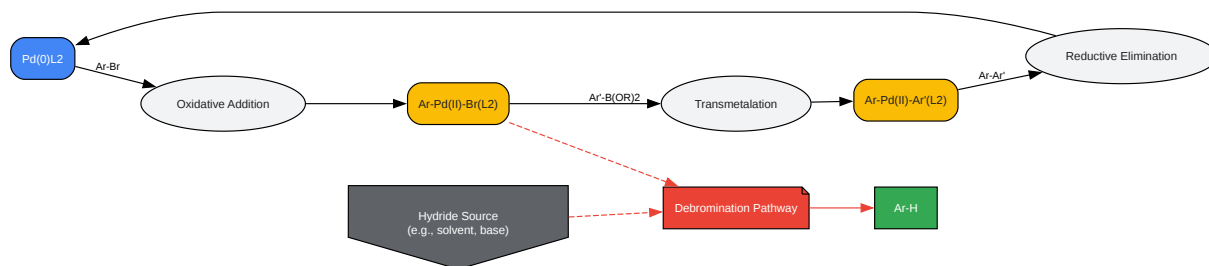 Pd(0)L2
Ar-Br
Oxidative Addition
Ar-Pd(II)-Br(L2)
Ar'-B(OR)2
Transmetalation
Ar-Pd(II)-Ar'(L2)
Ar-Ar'
Reductive Elimination
Hydride Source
(e.g., solvent, base)
Debromination Pathway
Ar-H